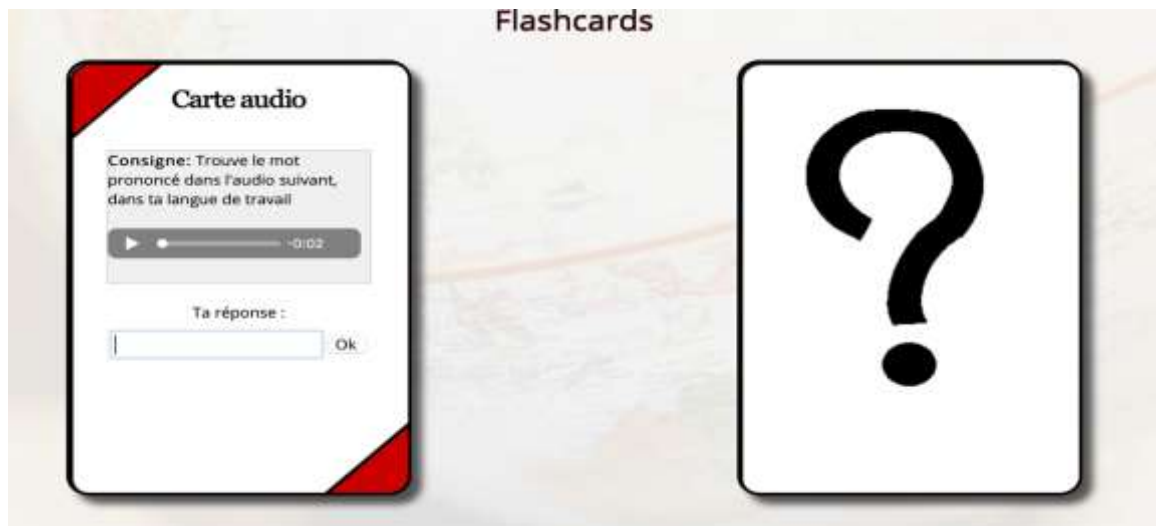 Flashcards
Carte audio
Consigne: Trouve le mot
prononcé dans l'audio suivant,
dans ta langue de travail
-0:02
Ta réponse :
Ok
?